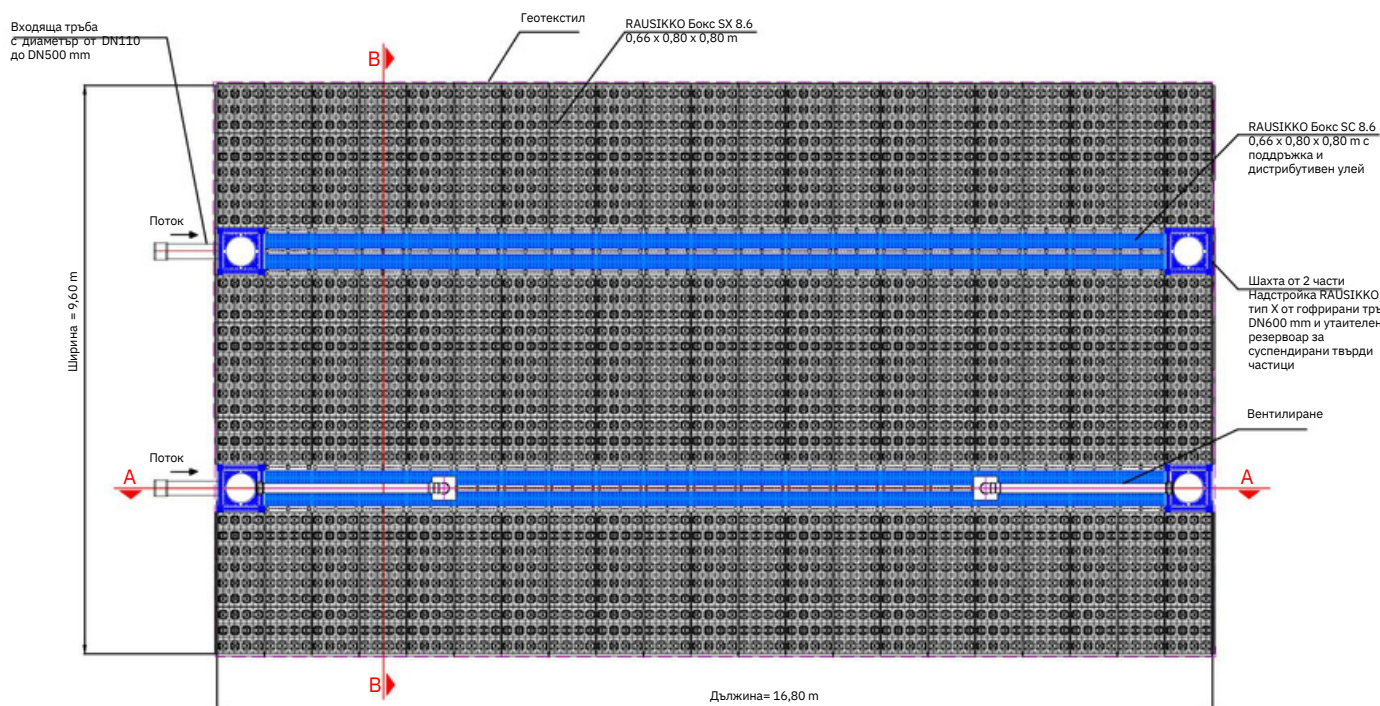 Входяща тръба
с диаметър от DN110
до DN500 mm
Геотекстил
RAUSIKKO Бокс SX 8.6
0,66 x 0,80 x 0,80 m
B
RAUSIKKO Бокс SC 8.6
0,66 x 0,80 x 0,80 m с
поддръжка и
дистрибутивен улей
Поток
Ширина = 9,60 m
Шахта от 2 части
Надстройка RAUSIKKO
тип X от гофрирани
DN600 mm и
резервоар за
суспендирани твърди
частици
Вентилиране
Поток
A
A
B
Дължина= 16,80 m